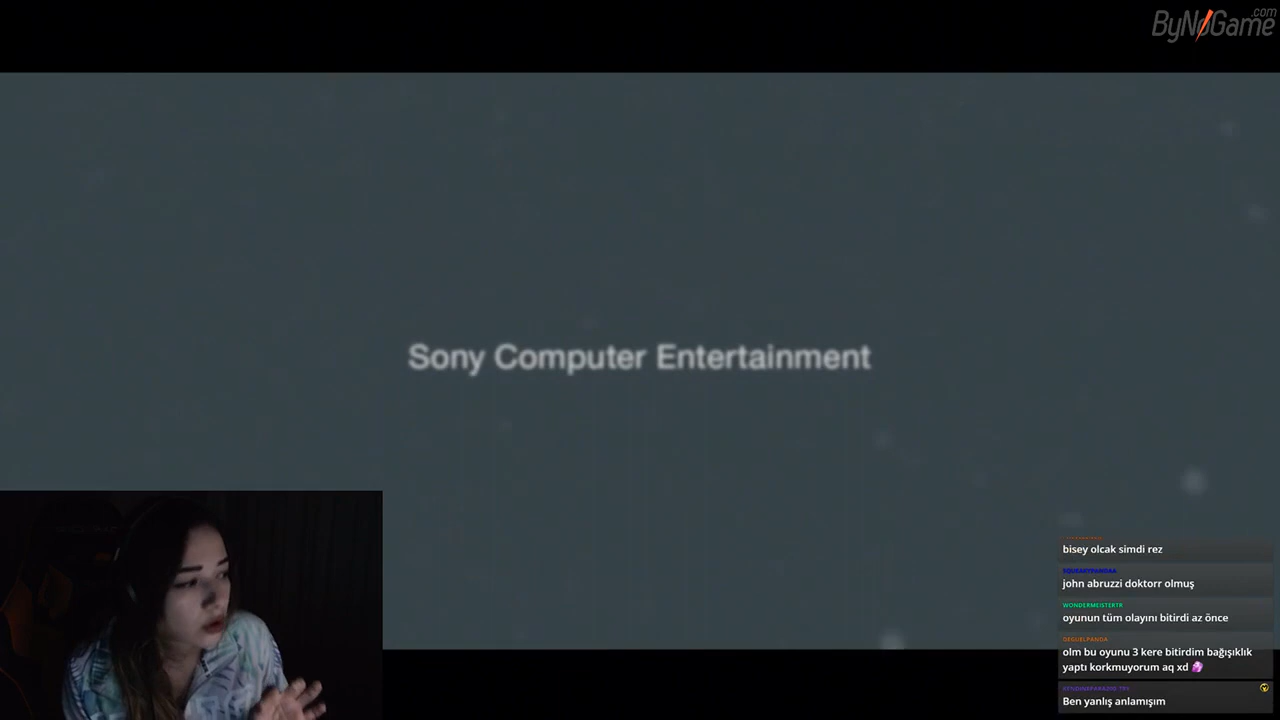 ByNoGame.com
Sony Computer Entertainment
bisey olcak simdi rez
john abruzzi doktorr olmuş
WONDERMEISTERTR
oyunun tüm olayını bitirdi az önce
olm bu oyunu 3 kere bitirdim bağışıklık
yaptı korkmuyorum aq xd
Ben yanlış anlamışım